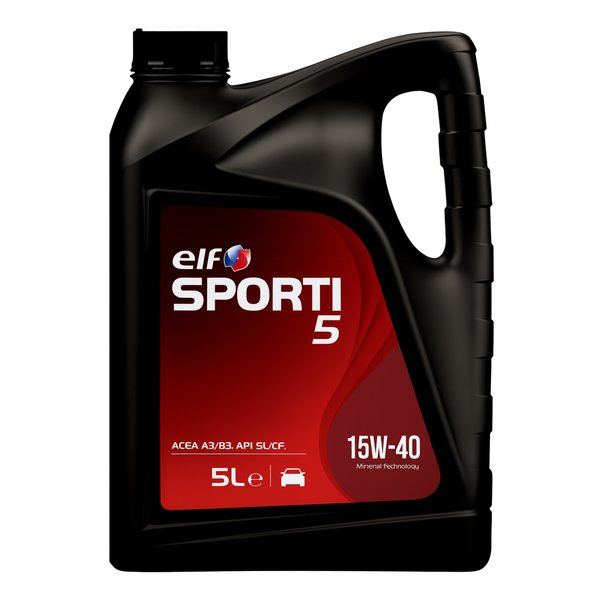 elf
SPORTI
5
ACEA A3/B3. API SL/CF.
15W-40
Mineral Technology
5L e